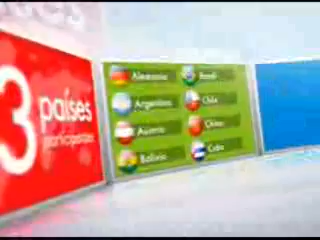 3 países
participantes
Alemania
Brasil
Argentina
Chile
Austria
China
Bolivia
Cuba